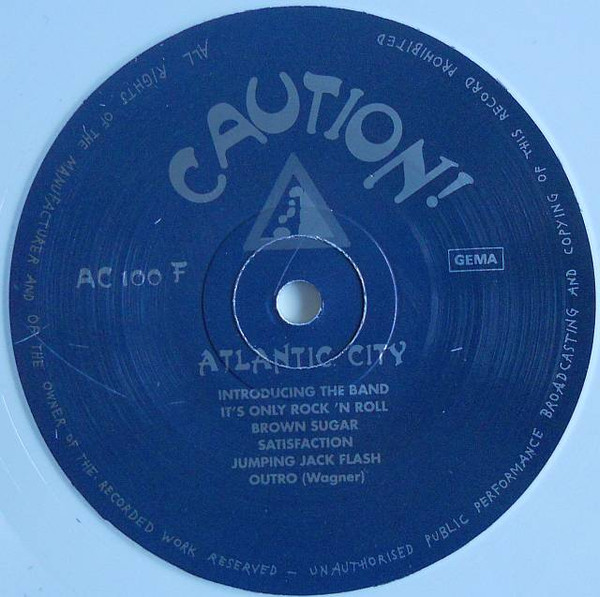 CAUTION!
GEMA
AC 100 F
ATLANTIC CITY
INTRODUCING THE BAND
IT'S ONLY ROCK 'N ROLL
BROWN SUGAR
SATISFACTION
JUMPING JACK FLASH
OUTRO (Wagner)
ALL RIGHTS OF THE MANUFACTURER AND OF THE OWNER OF THE RECORDED WORK RESERVED – UNAUTHORISED PUBLIC PERFORMANCE BROADCASTING AND COPYING OF THIS RECORD PROHIBITED